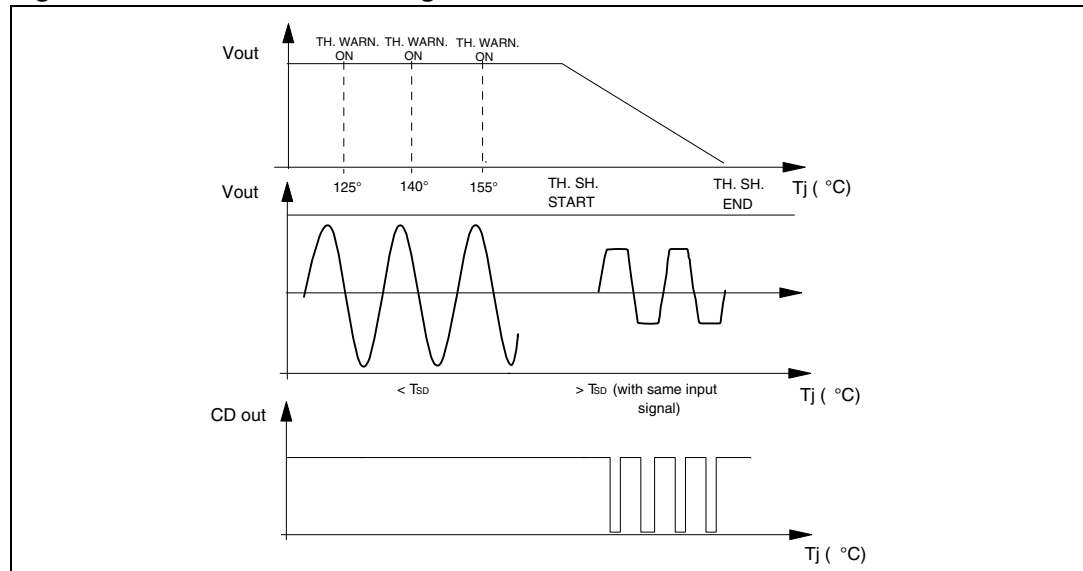 Vout
TH. WARN. TH. WARN. TH. WARN.
ON ON ON
125° 140° 155° TH. SH. TH. SH. Tj ( °C)
START END
Vout
< TSD > TSD (with same input Tj ( °C)
signal)
CD out
Tj ( °C)